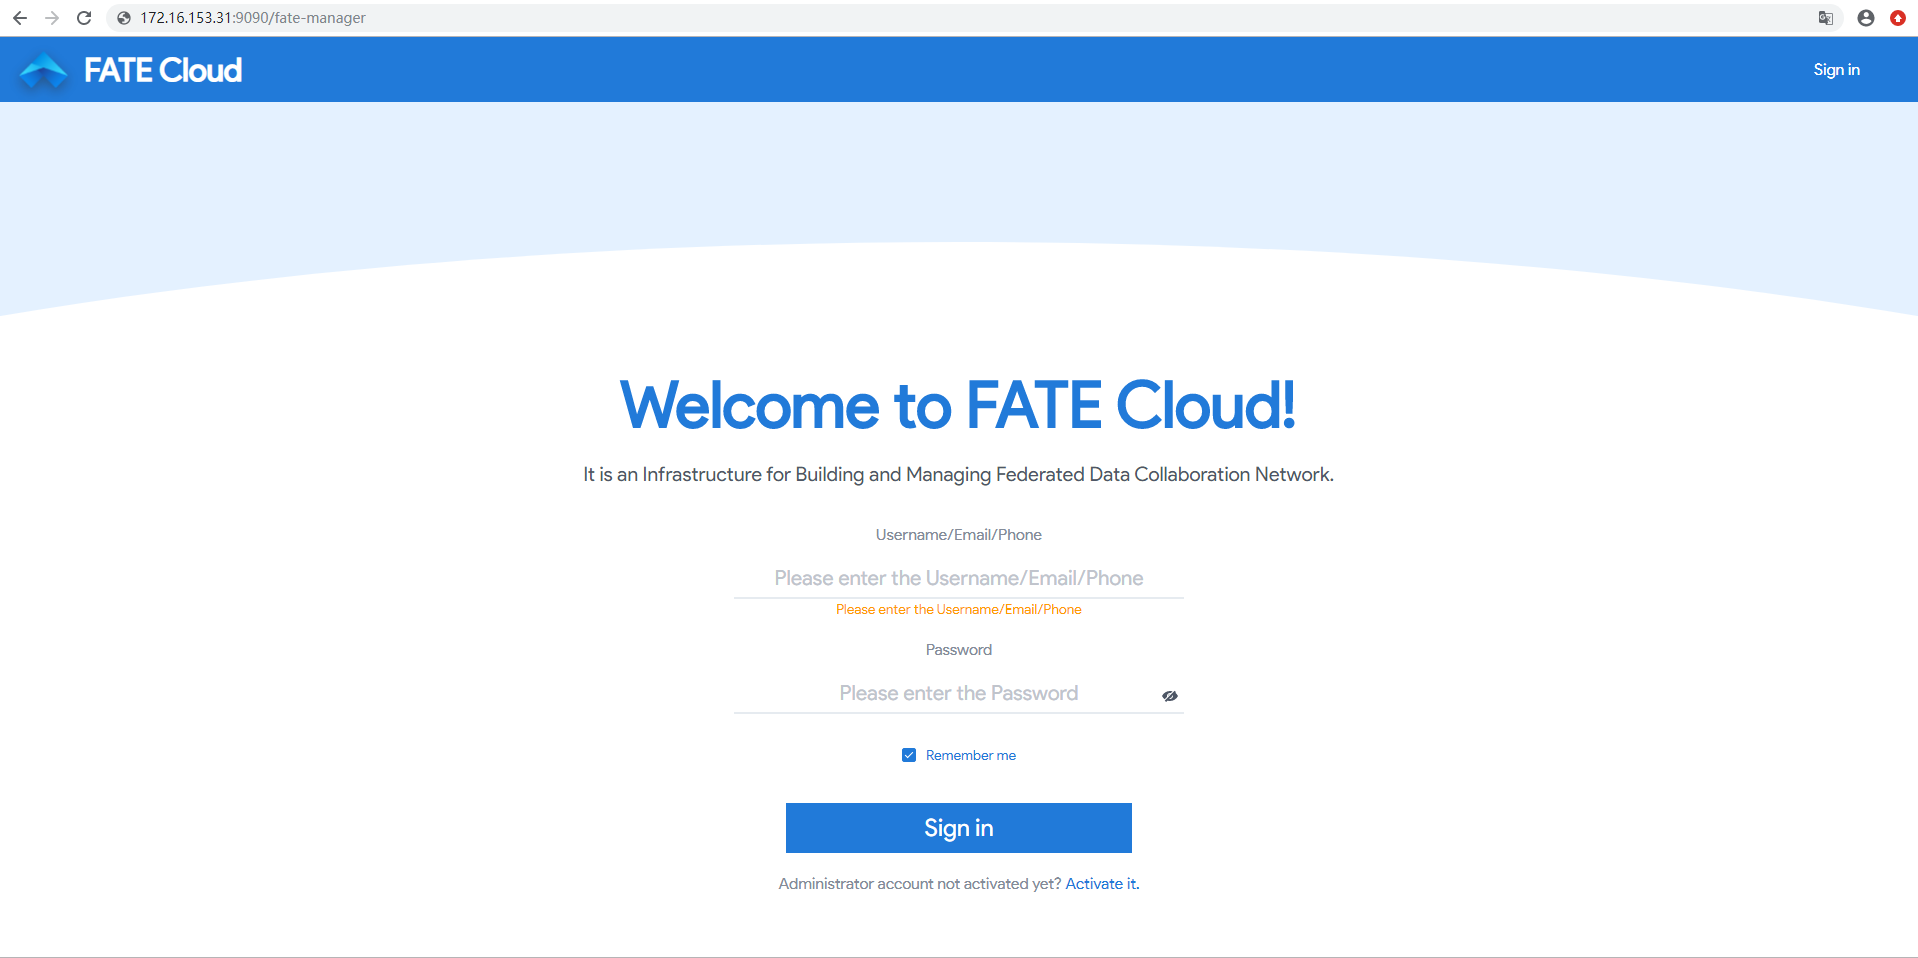 172.16.153.31:9090/fate-manager
FATE Cloud
Sign in
Welcome to FATE Cloud!
It is an Infrastructure for Building and Managing Federated Data Collaboration Network.
Username/Email/Phone
Please enter the Username/Email/Phone
Please enter the Username/Email/Phone
Password
Please enter the Password
Remember me
Sign in
Administrator account not activated yet? Activate it.